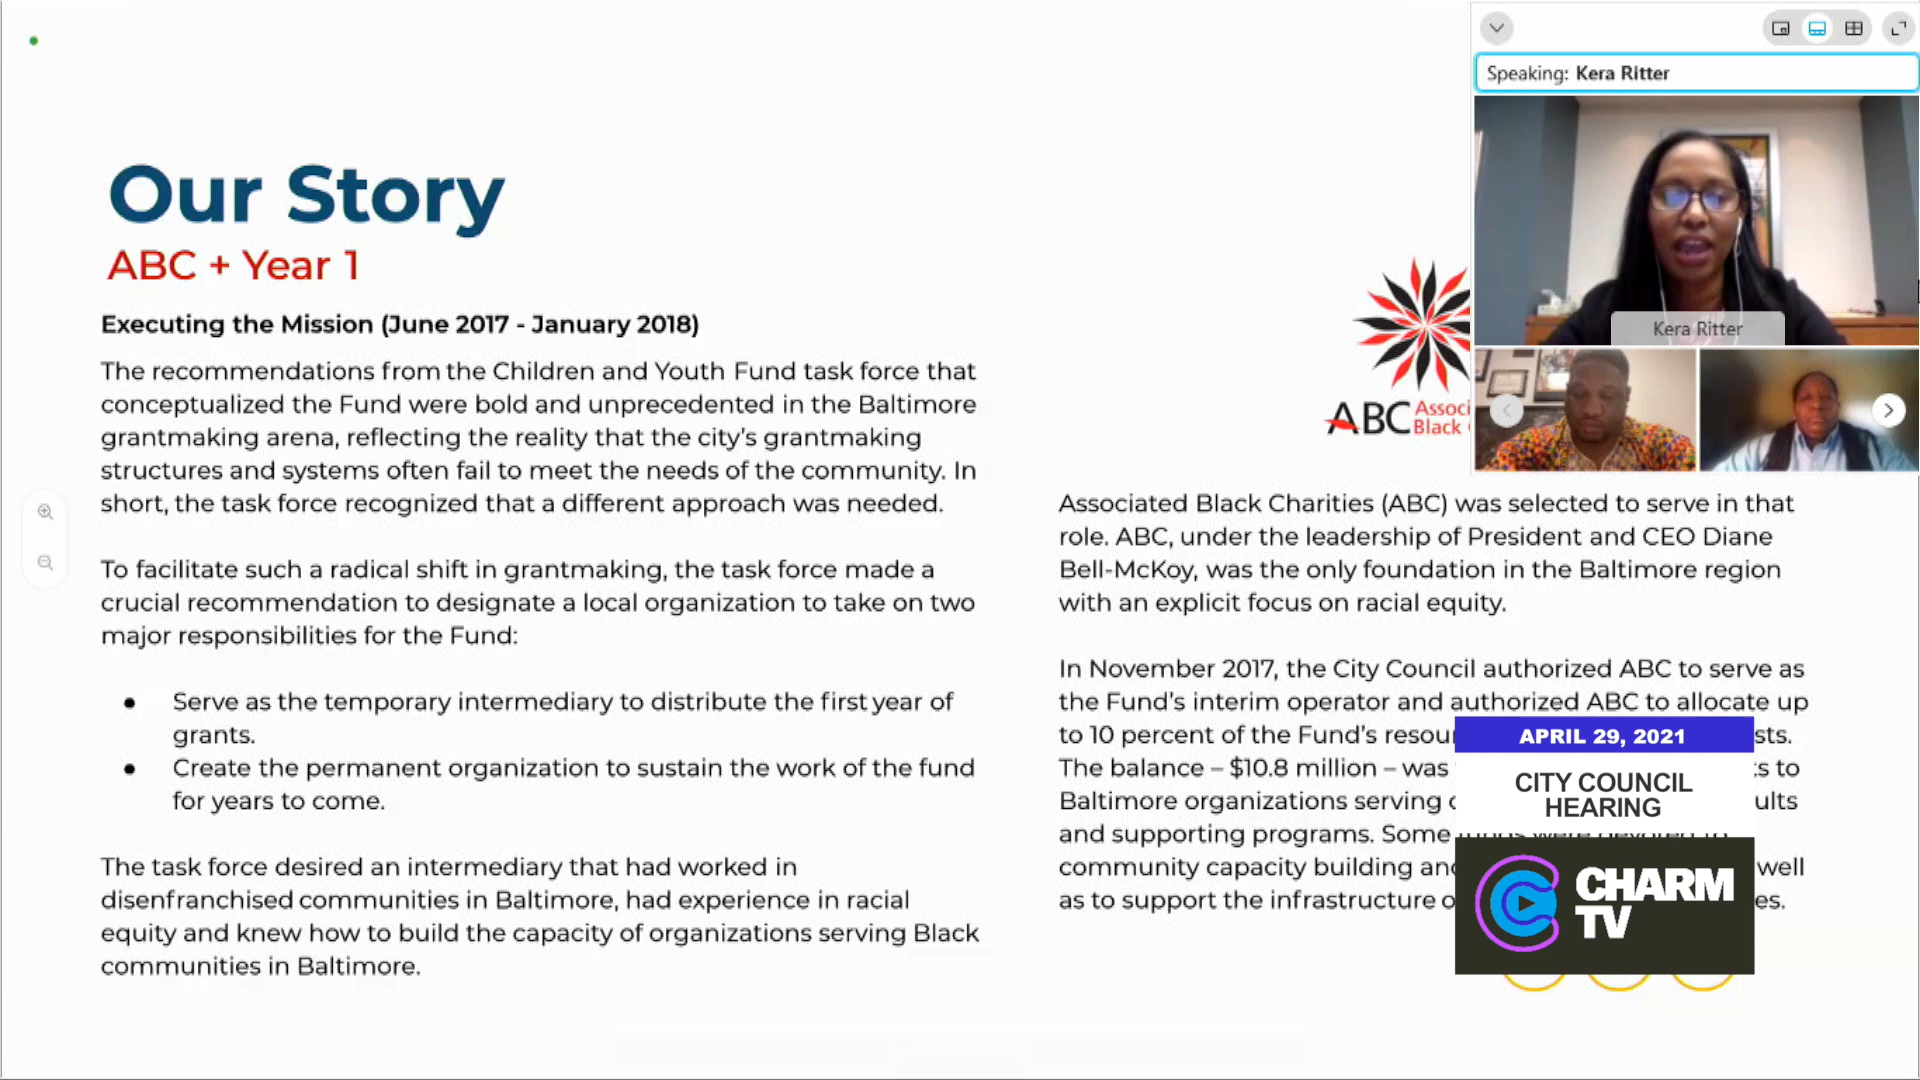 Our Story
ABC + Year 1
Executing the Mission (June 2017 - January 2018)
The recommendations from the Children and Youth Fund task force that
conceptualized the Fund were bold and unprecedented in the Baltimore
grantmaking arena, reflecting the reality that the city's grantmaking
structures and systems often fail to meet the needs of the community. In
short, the task force recognized that a different approach was needed.
To facilitate such a radical shift in grantmaking, the task force made a
crucial recommendation to designate a local organization to take on two
major responsibilities for the Fund:
● Serve as the temporary intermediary to distribute the first year of
grants.
● Create the permanent organization to sustain the work of the fund
for years to come.
The task force desired an intermediary that had worked in
disenfranchised communities in Baltimore, had experience in racial
equity and knew how to build the capacity of organizations serving Black
communities in Baltimore.
ABC Associ
Black
Associated Black Charities (ABC) was selected to serve in that
role. ABC, under the leadership of President and CEO Diane
Bell-McKoy, was the only foundation in the Baltimore region
with an explicit focus on racial equity.
In November 2017, the City Council authorized ABC to serve as
the Fund's interim operator and authorized ABC to allocate up
to 10 percent of the Fund's resou sts.
The balance – $10.8 million – was s to
Baltimore organizations serving ults
and supporting programs. Some
community capacity building an well
as to support the infrastructure o es.
Speaking: Kera Ritter
Kera Ritter
APRIL 29, 2021
CITY COUNCIL
HEARING
CHARM
TV